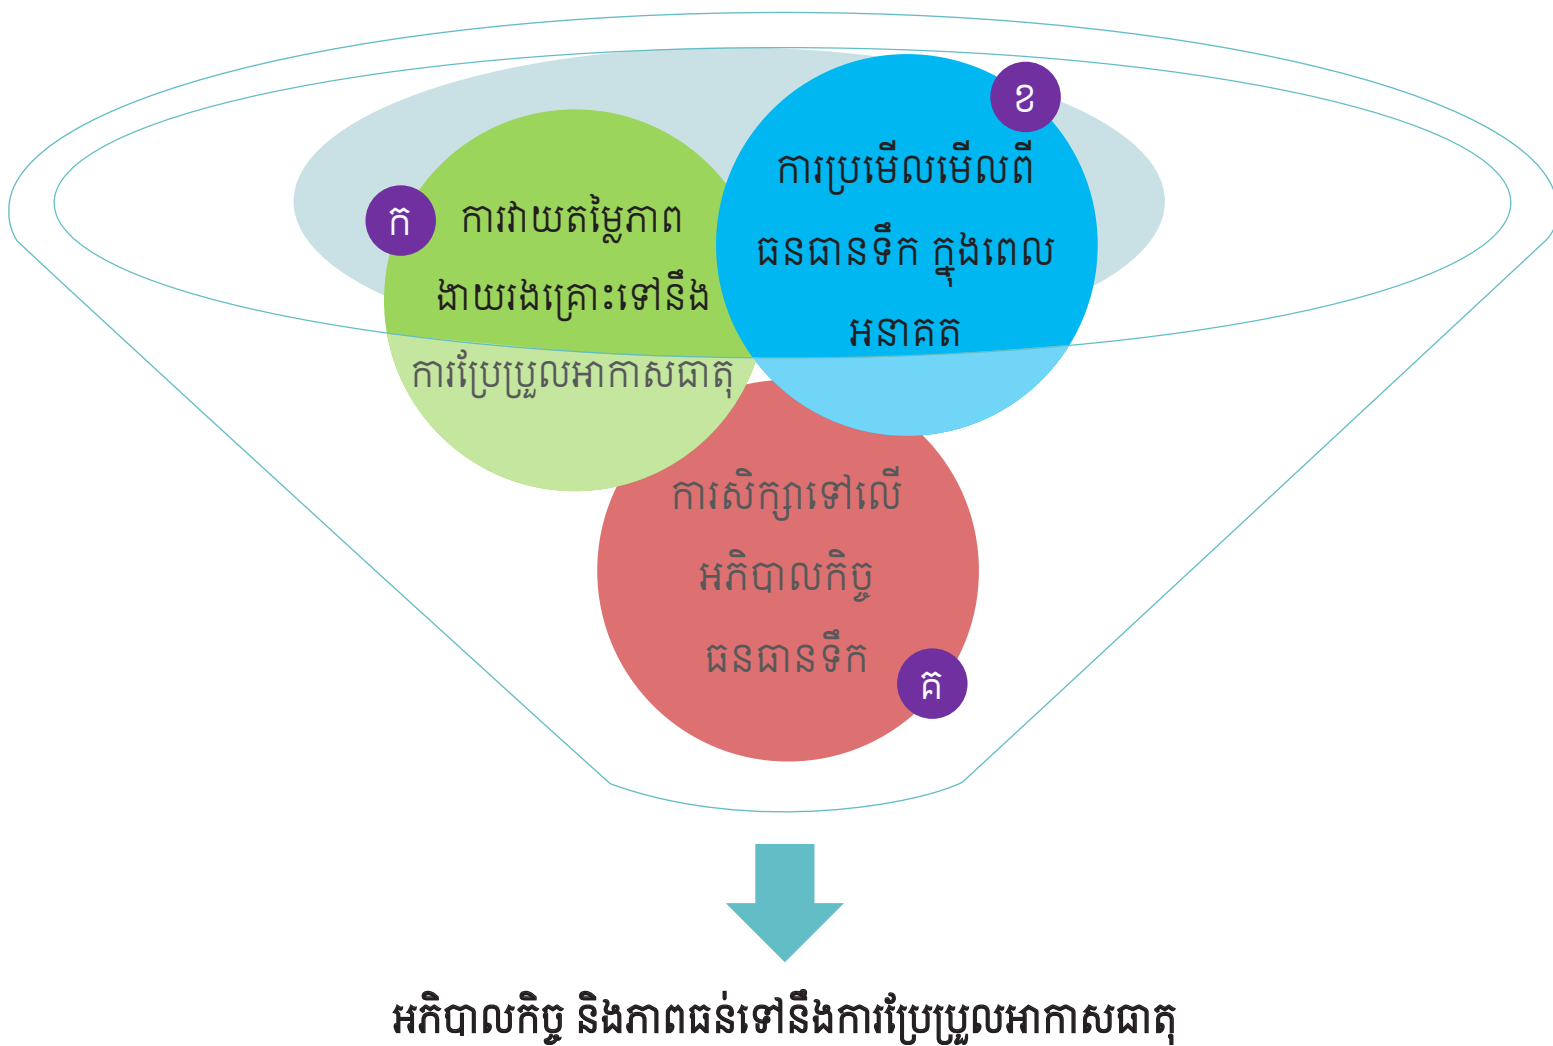 ក
ការវាយតម្លៃភាព
ងាយរងគ្រោះទៅនឹង
ការប្រែប្រួលអាកាសធាតុ
ខ
ការប្រមើលមើលពី
ធនធានទឹក ក្នុងពេល
អនាគត
ការសិក្សាទៅលើ
អភិបាលកិច្ច
ធនធានទឹក
គ
អភិបាលកិច្ច និងភាពធន់ទៅនឹងការប្រែប្រួលអាកាសធាតុ